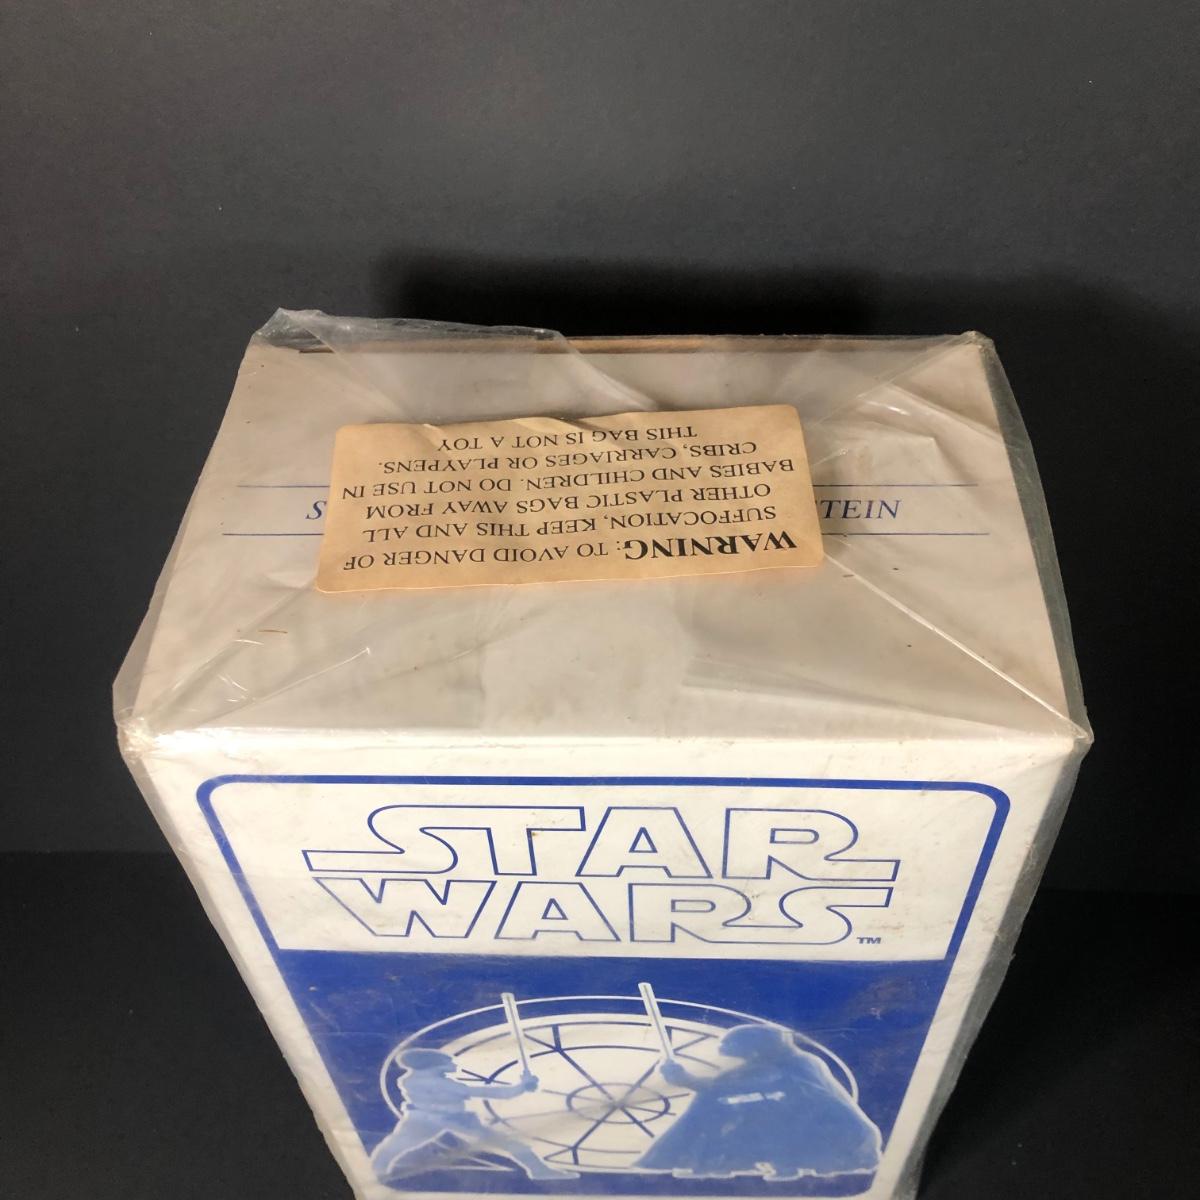 WARNING: TO AVOID DANGER OF
SUFFOCATION, KEEP THIS AND ALL
OTHER PLASTIC BAGS AWAY FROM
BABIES AND CHILDREN. DO NOT USE IN
CRIBS, CARRIAGES OR PLAYPENS.
THIS BAG IS NOT A TOY
S TEIN
STAR
WARS TM